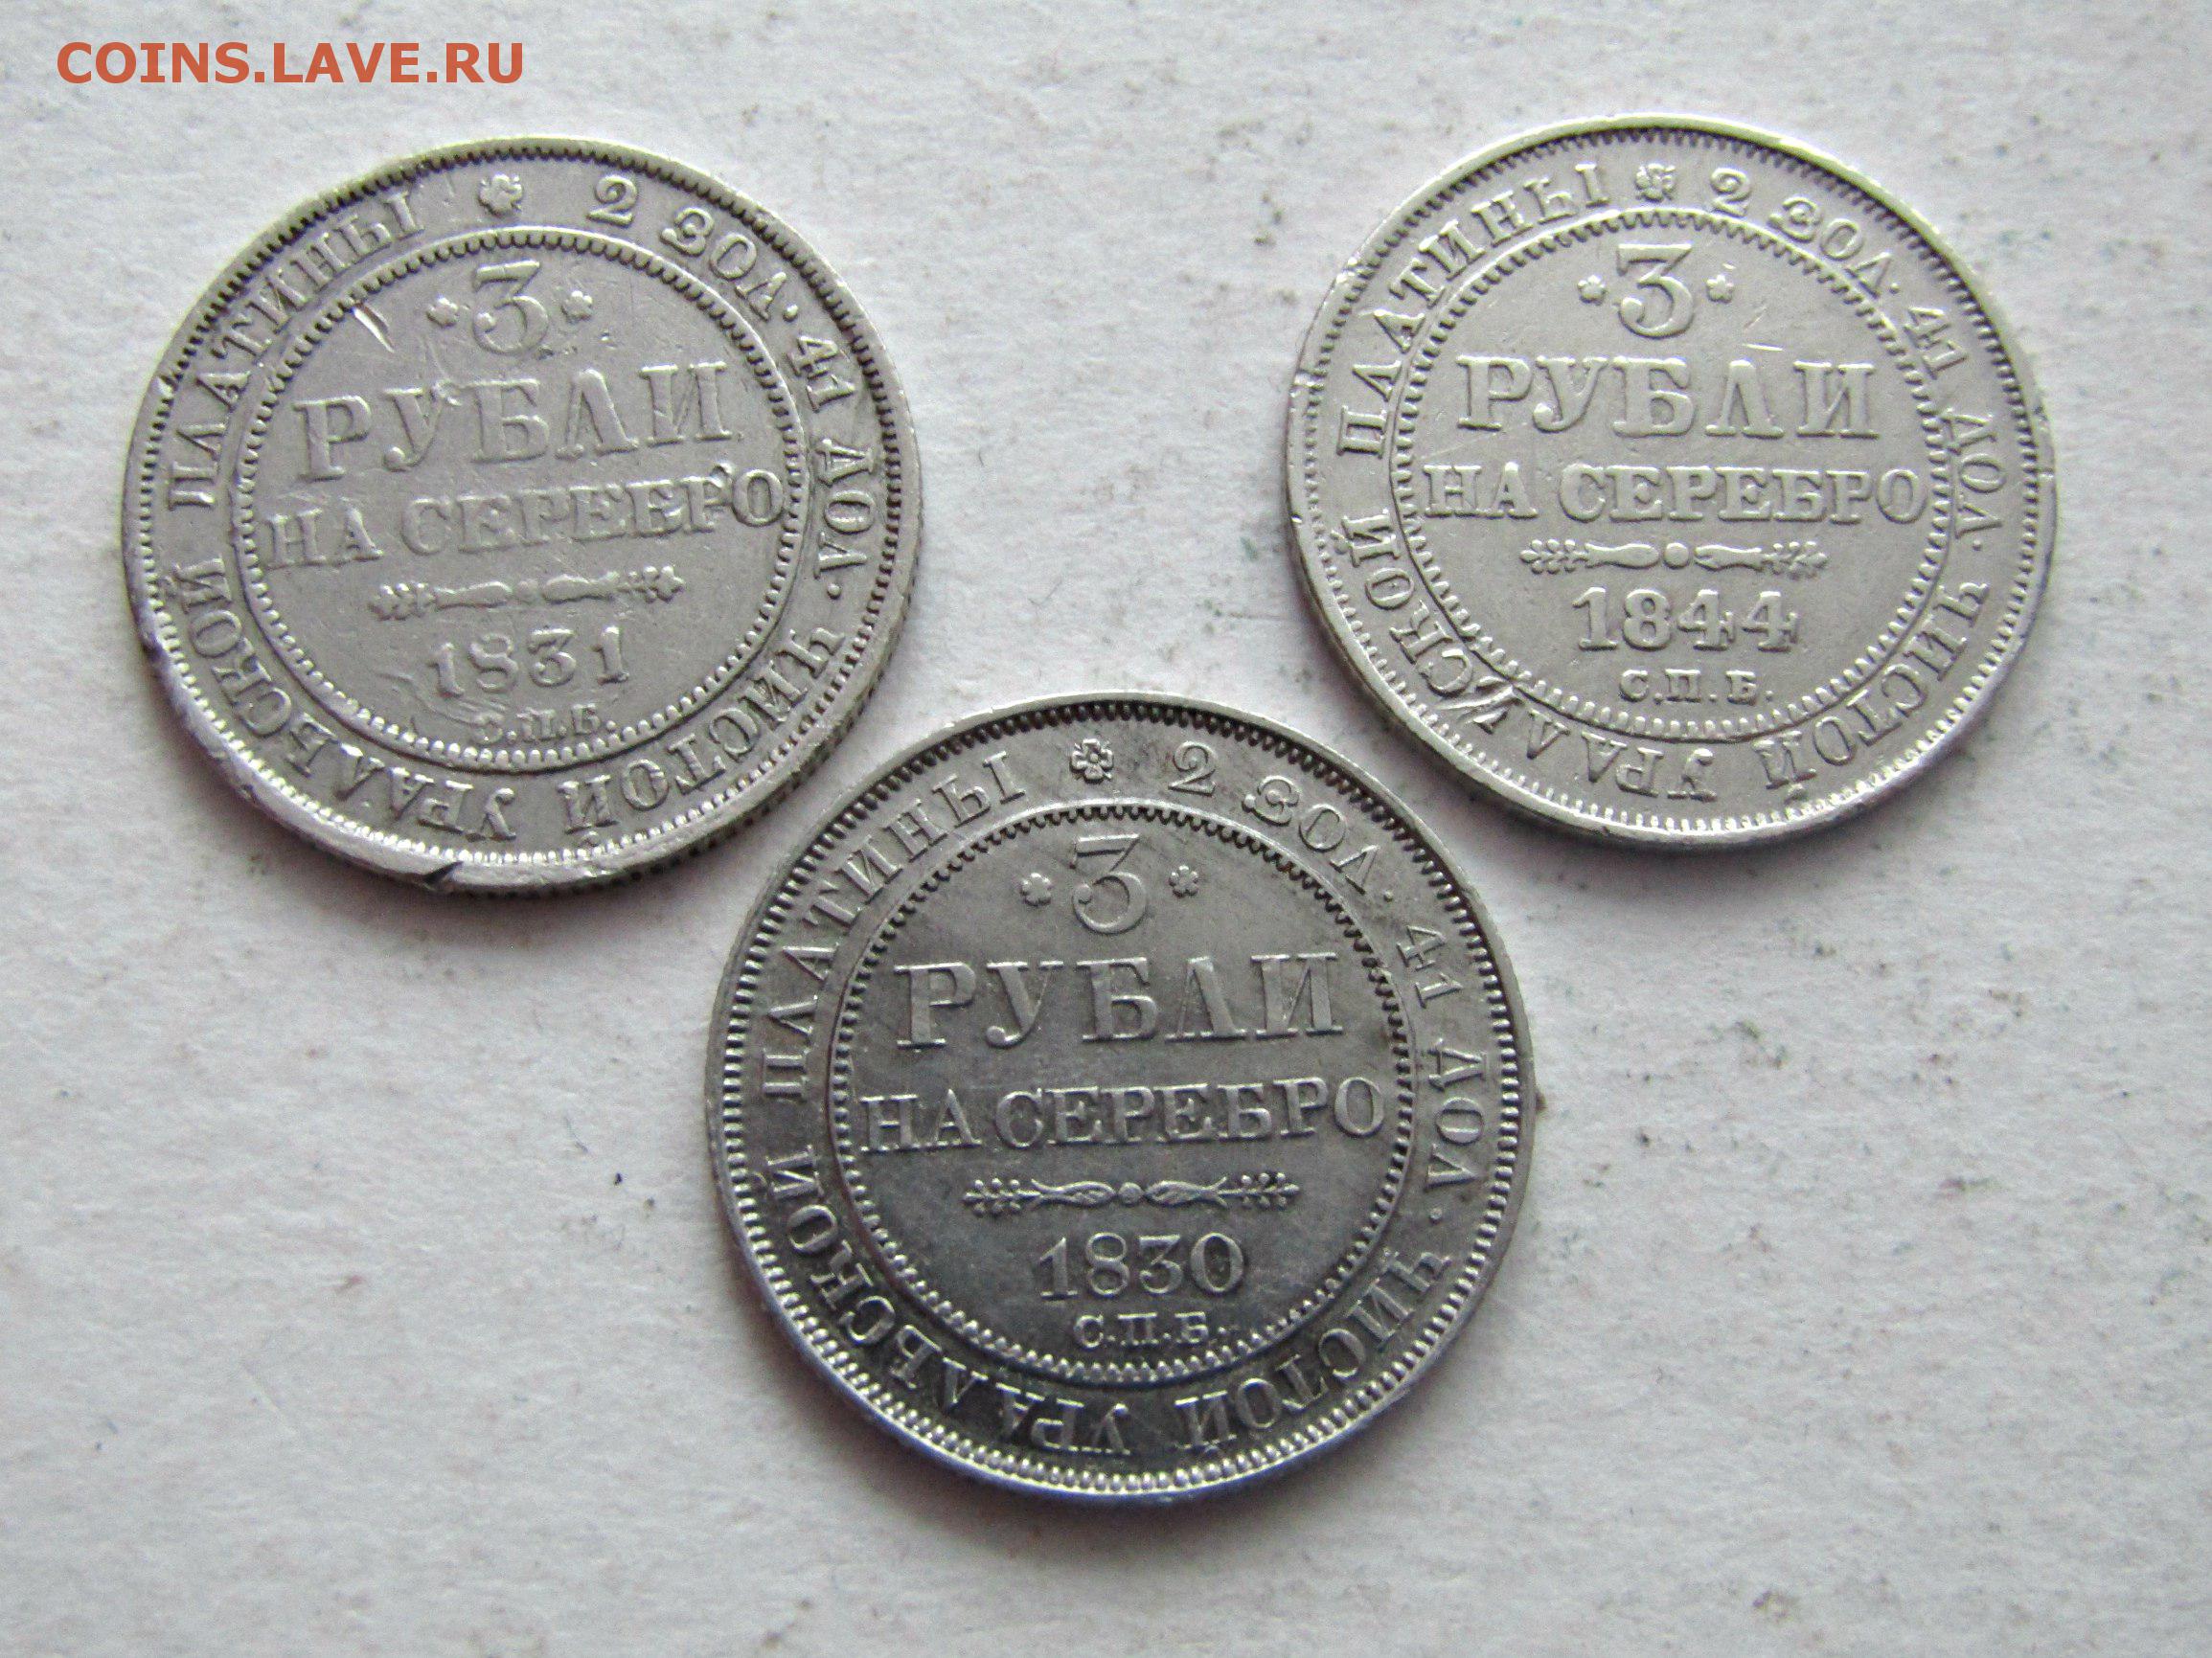 COINS.LAVE.RU
2 ЗОЛ. 41 ДОЛ. ЧИСТОЙ УРАЛЬСКОЙ ПЛАТИНЫ
3
РУБЛИ
НА СЕРЕБРО
1831
С.П.Б.
2 ЗОЛ. 41 ДОЛ. ЧИСТОЙ УРАЛЬСКОЙ ПЛАТИНЫ
3
РУБЛИ
НА СЕРЕБРО
1844
С.П.Б.
2 ЗОЛ. 41 ДОЛ. ЧИСТОЙ УРАЛЬСКОЙ ПЛАТИНЫ
3
РУБЛИ
НА СЕРЕБРО
1830
С.П.Б.